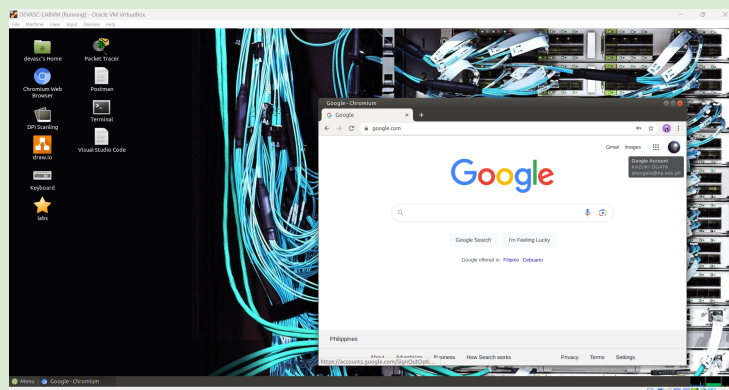 DEVASC-LABVM [Running] - Oracle VM VirtualBox
File Machine View Input Devices Help
devasc's Home
Packet Tracer
Chromium Web
Browser
Postman
DPI Scanling
Terminal
draw.io
Visual Studio Code
Keyboard
labs
Google - Chromium
Google
google.com
Gmail Images
Google Account
KAZUKI OGATA
Google
Google Search I'm Feeling Lucky
Google offered in: Filipino Cebuano
Philippines
About Advertising Business How Search works Privacy Terms Settings
https://accounts.google.com/SignOutOpti...
Menu Google - Chromium